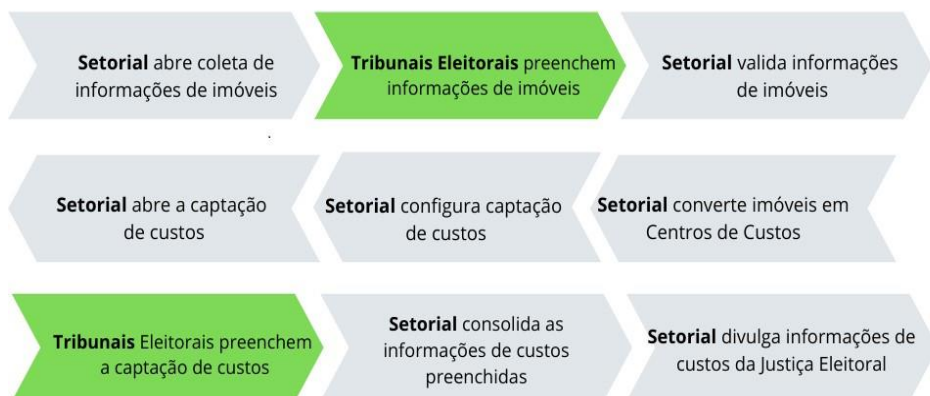 Setorial abre coleta de
informações de imóveis
Tribunais Eleitorais preenchem
informações de imóveis
Setorial valida informações
de imóveis
.
Setorial abre a captação
de custos
Setorial configura captação
de custos
Setorial converte imóveis em
Centros de Custos
Tribunais Eleitorais preenchem
a captação de custos
Setorial consolida as
informações de custos
preenchidas
Setorial divulga informações de
custos da Justiça Eleitoral